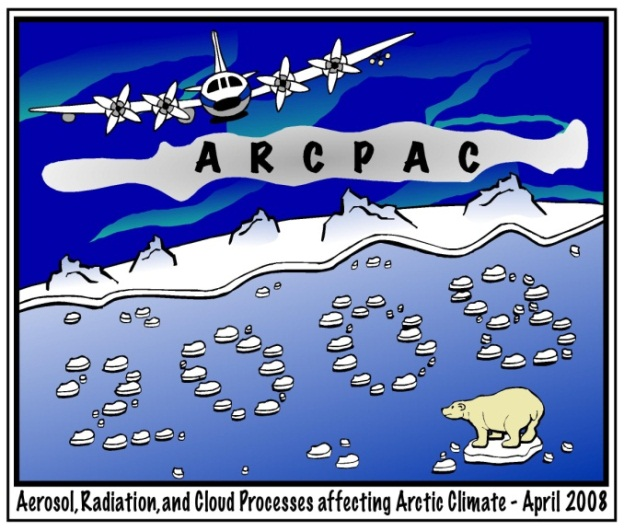 ARCPAC
2008
Aerosol, Radiation, and Cloud Processes affecting Arctic Climate - April 2008